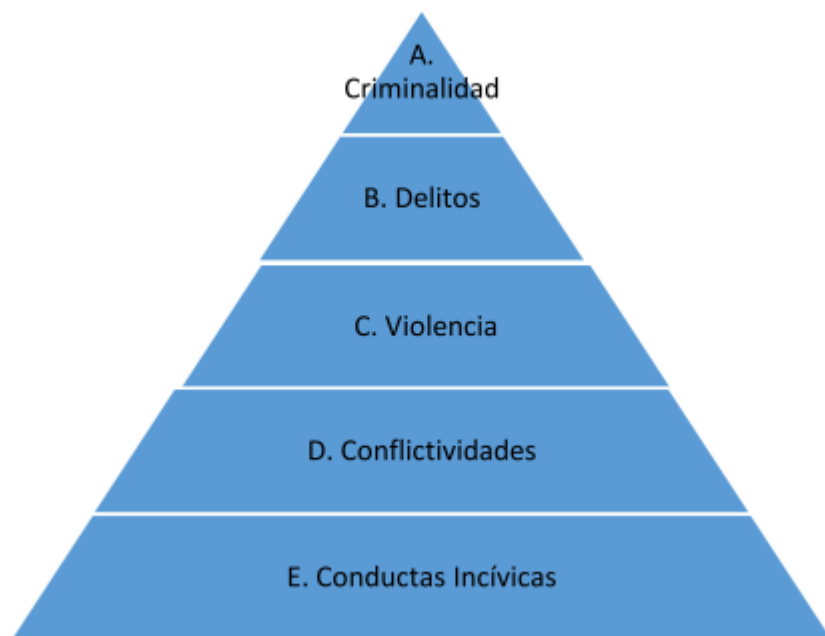 A.
Criminalidad
B. Delitos
C. Violencia
D. Conflictividades
E. Conductas Incívicas